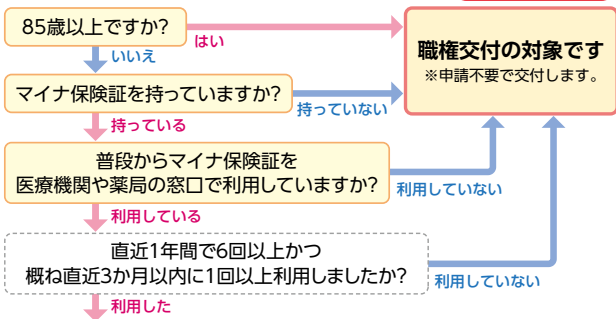 85歳以上ですか?
はい
職権交付の対象です
※申請不要で交付します。
いいえ
マイナ保険証を持っていますか?
持っていない
持っている
普段からマイナ保険証を
医療機関や薬局の窓口で利用していますか?
利用していない
利用している
直近1年間で6回以上かつ
概ね直近3か月以内に1回以上利用しましたか?
利用していない
利用した